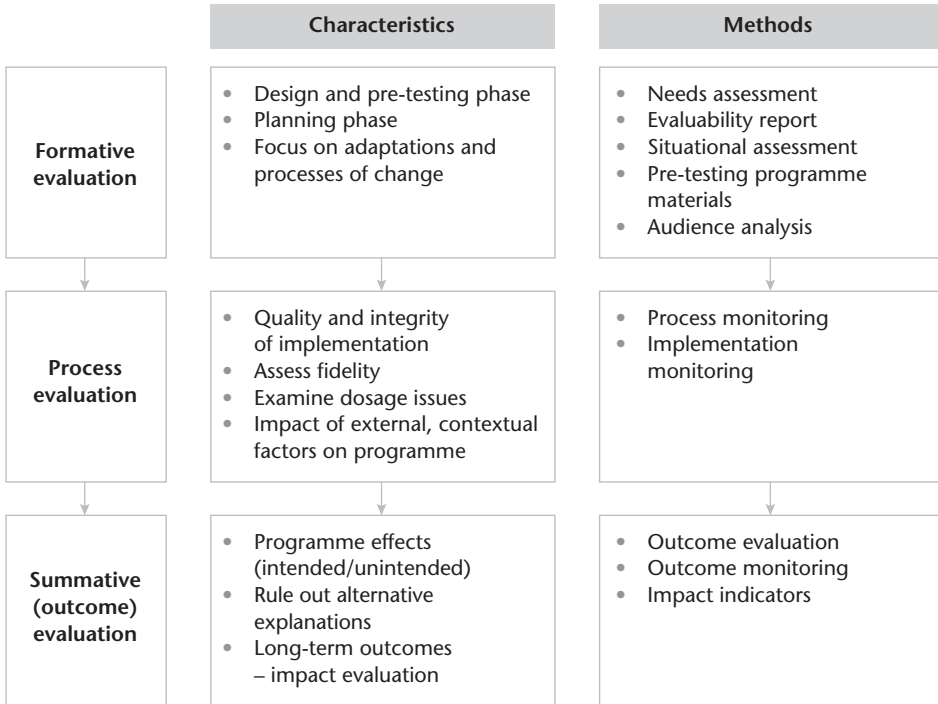 Characteristics
Methods
Formative
evaluation
• Design and pre-testing phase
• Planning phase
• Focus on adaptations and
processes of change
• Needs assessment
• Evaluability report
• Situational assessment
• Pre-testing programme
materials
• Audience analysis
Process
evaluation
• Quality and integrity
of implementation
• Assess fidelity
• Examine dosage issues
• Impact of external, contextual
factors on programme
• Process monitoring
• Implementation
monitoring
Summative
(outcome)
evaluation
• Programme effects
(intended/unintended)
• Rule out alternative
explanations
• Long-term outcomes
– impact evaluation
• Outcome evaluation
• Outcome monitoring
• Impact indicators